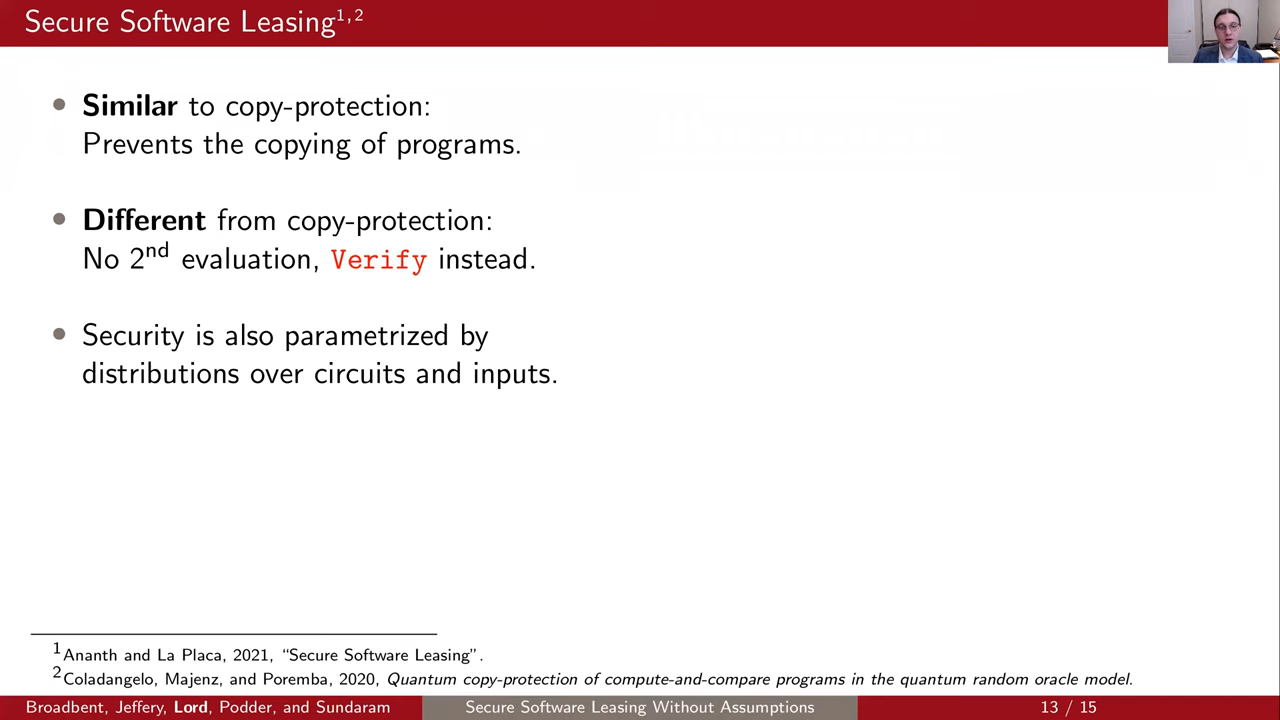 Secure Software Leasing1,2
• Similar to copy-protection:
Prevents the copying of programs.
• Different from copy-protection:
No 2nd evaluation, Verify instead.
• Security is also parametrized by
distributions over circuits and inputs.
1Ananth and La Placa, 2021, “Secure Software Leasing”.
2Coladangelo, Majenz, and Poremba, 2020, Quantum copy-protection of compute-and-compare programs in the quantum random oracle model.
Broadbent, Jeffery, Lord, Podder, and Sundaram
Secure Software Leasing Without Assumptions
13 / 15